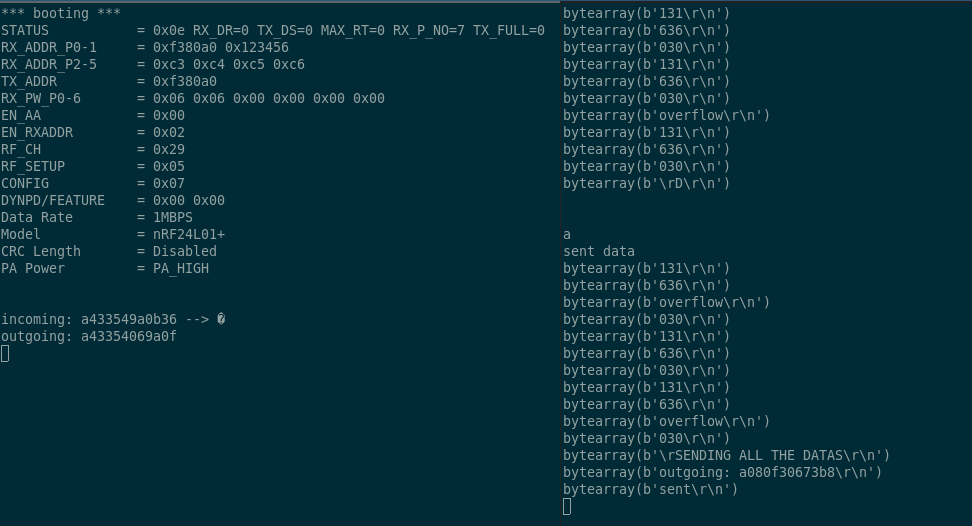 *** booting ***
STATUS = 0x0e RX_DR=0 TX_DS=0 MAX_RT=0 RX_P_NO=7 TX_FULL=0
RX_ADDR_P0-1 = 0xf380a0 0x123456
RX_ADDR_P2-5 = 0xc3 0xc4 0xc5 0xc6
TX_ADDR = 0xf380a0
RX_PW_P0-6 = 0x06 0x06 0x00 0x00 0x00 0x00
EN_AA = 0x00
EN_RXADDR = 0x02
RF_CH = 0x29
RF_SETUP = 0x05
CONFIG = 0x07
DYNPD/FEATURE = 0x00 0x00
Data Rate = 1MBPS
Model = nRF24L01+
CRC Length = Disabled
PA Power = PA_HIGH
incoming: a433549a0b36 --> �
outgoing: a43354069a0f
bytearray(b'131\r\n')
bytearray(b'636\r\n')
bytearray(b'030\r\n')
bytearray(b'131\r\n')
bytearray(b'636\r\n')
bytearray(b'030\r\n')
bytearray(b'overflow\r\n')
bytearray(b'131\r\n')
bytearray(b'636\r\n')
bytearray(b'030\r\n')
bytearray(b'\rD\r\n')
a
sent data
bytearray(b'131\r\n')
bytearray(b'636\r\n')
bytearray(b'overflow\r\n')
bytearray(b'030\r\n')
bytearray(b'131\r\n')
bytearray(b'636\r\n')
bytearray(b'030\r\n')
bytearray(b'131\r\n')
bytearray(b'636\r\n')
bytearray(b'overflow\r\n')
bytearray(b'030\r\n')
bytearray(b'\rSENDING ALL THE DATAS\r\n')
bytearray(b'outgoing: a080f30673b8\r\n')
bytearray(b'sent\r\n')